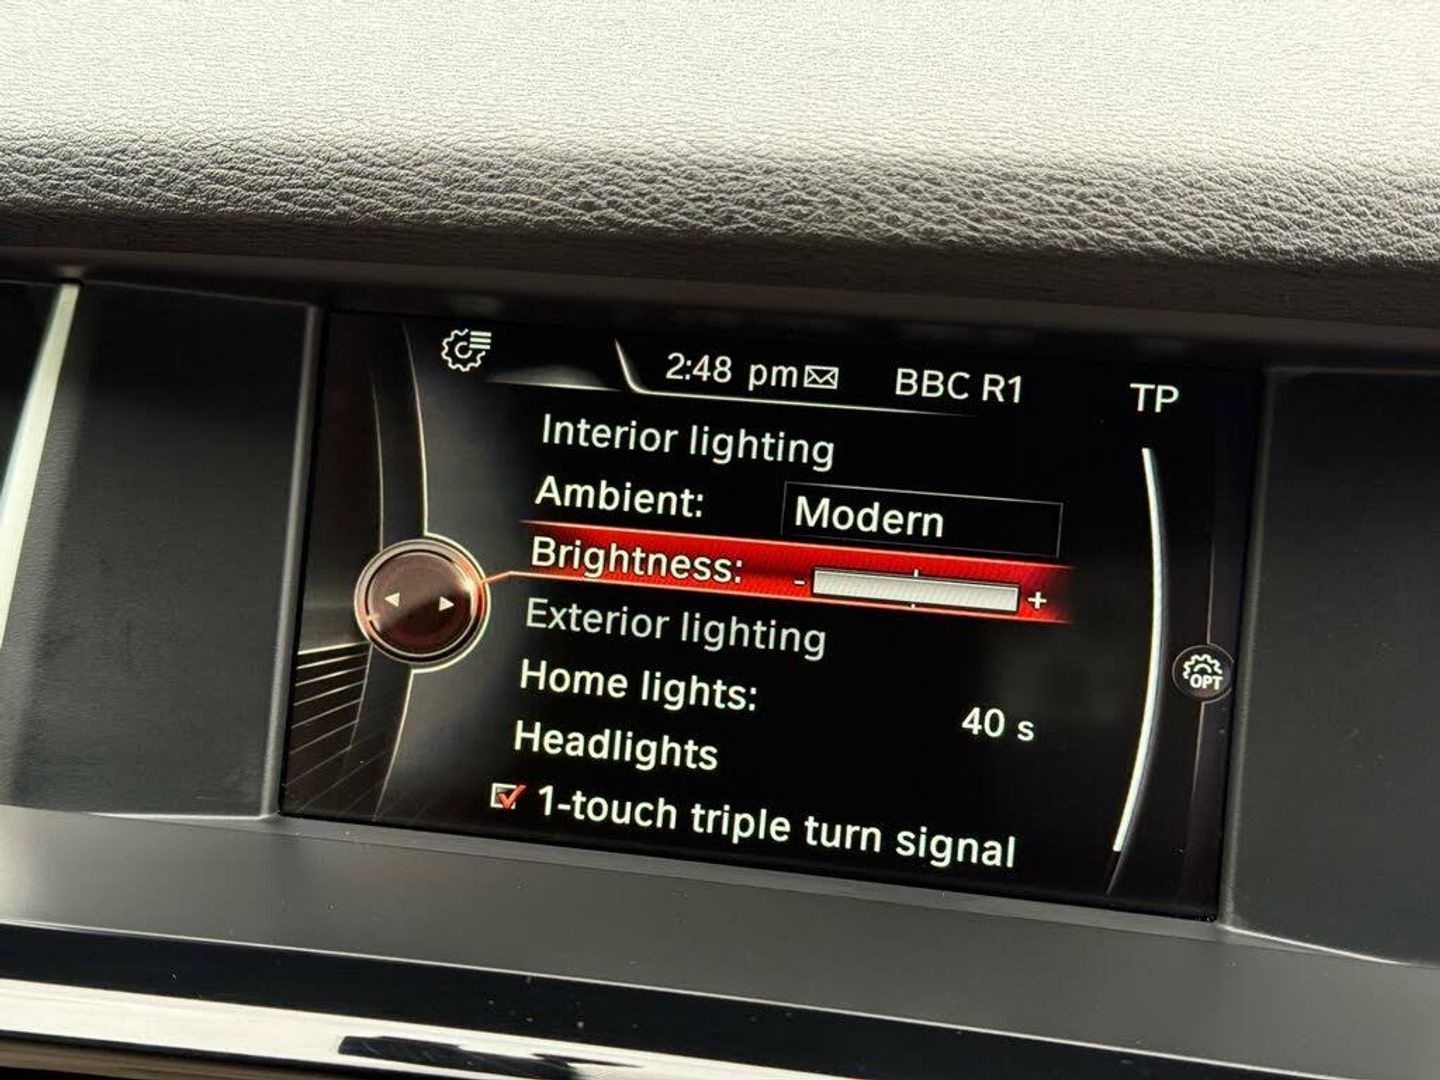 2:48 pm BBC R1 TP
Interior lighting
Ambient: Modern
Brightness: - +
Exterior lighting
Home lights: 40 s
Headlights
1-touch triple turn signal
OPT